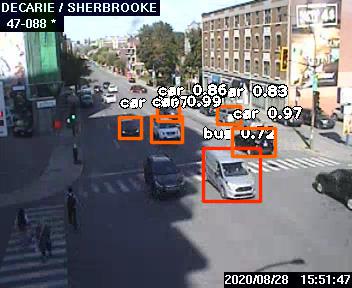 DECARIE / SHERBROOKE
47-088 *
car 0.86
car 0.83
car 0.99
car 0.97
bus 0.72
2020/08/28 15:51:47